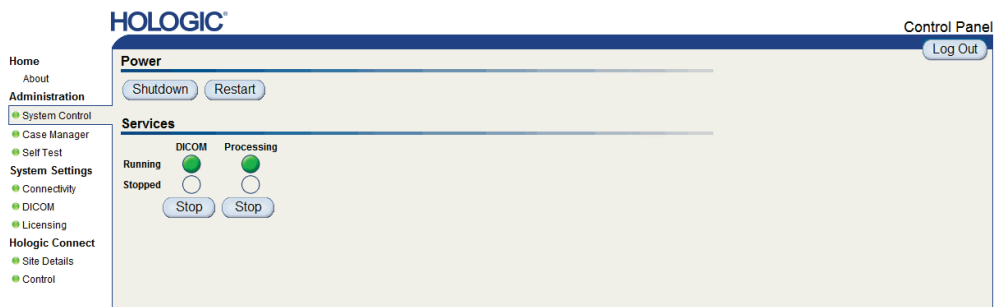 HOLOGIC®
Control Panel
Log Out
Home
About
Administration
System Control
Case Manager
Self Test
System Settings
Connectivity
DICOM
Licensing
Hologic Connect
Site Details
Control
Power
Shutdown Restart
Services
DICOM Processing
Running
Stopped
Stop Stop